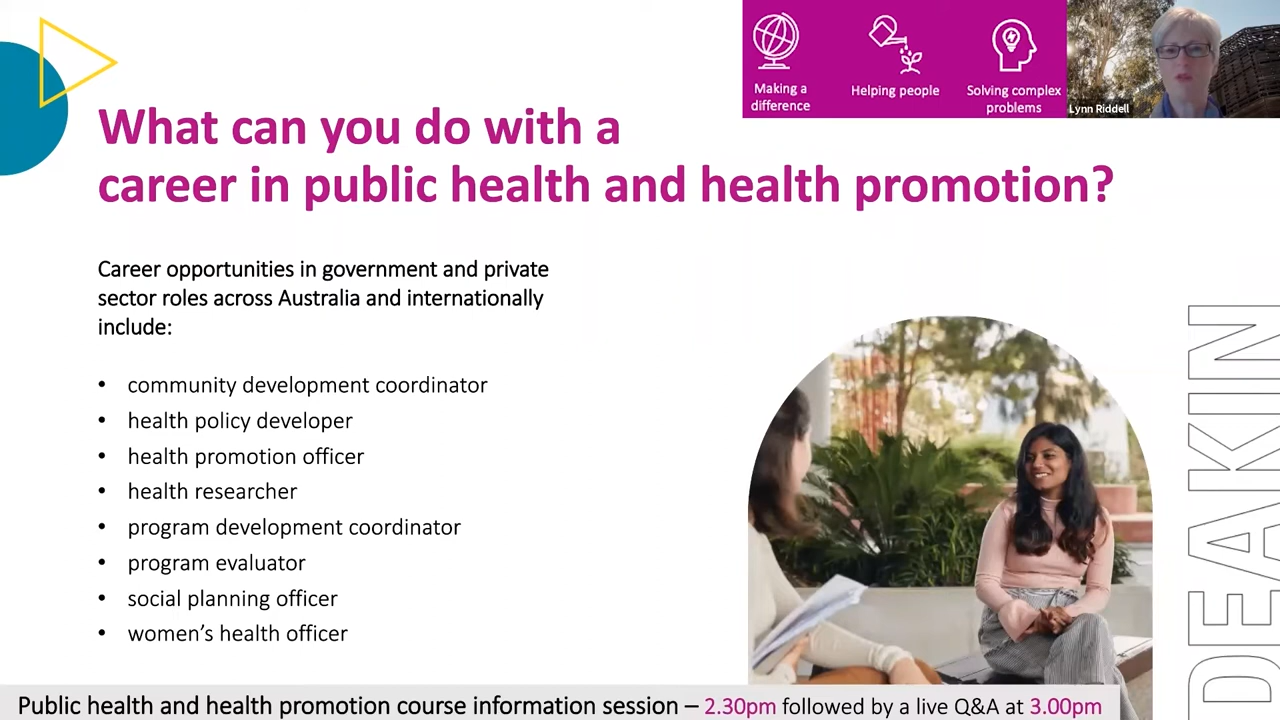 Making a
difference
Helping people
Solving complex
problems
Lynn Riddell
What can you do with a
career in public health and health promotion?
Career opportunities in government and private
sector roles across Australia and internationally
include:
• community development coordinator
• health policy developer
• health promotion officer
• health researcher
• program development coordinator
• program evaluator
• social planning officer
• women’s health officer
DEAKIN
Public health and health promotion course information session – 2.30pm followed by a live Q&A at 3.00pm